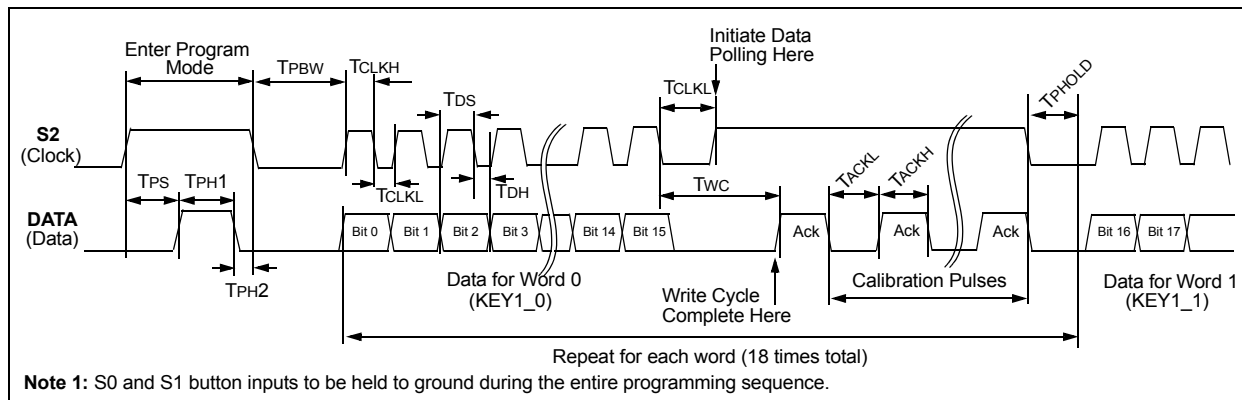 Enter Program
Mode
TPBW
TCLKH
TDS
TCLKL
Initiate Data
Polling Here
TPHOLD
S2
(Clock)
TPS
TPH1
TCLKL
TDH
TWC
TACKL
TACKH
DATA
(Data)
Bit 0
Bit 1
Bit 2
Bit 3
Bit 14
Bit 15
Ack
Ack
Ack
Bit 16
Bit 17
TPH2
Data for Word 0
(KEY1_0)
Write Cycle
Complete Here
Calibration Pulses
Data for Word 1
(KEY1_1)
Repeat for each word (18 times total)
Note 1: S0 and S1 button inputs to be held to ground during the entire programming sequence.